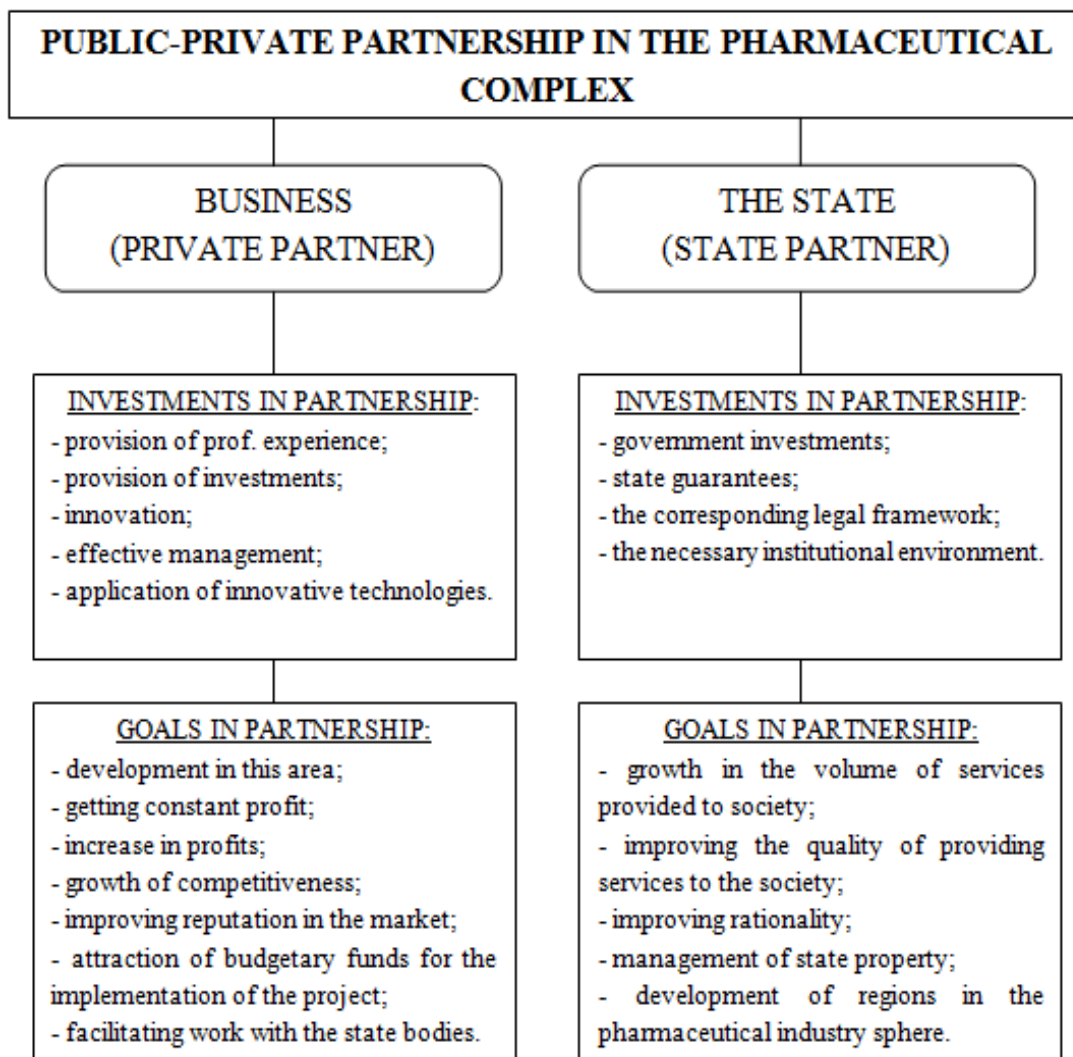 PUBLIC-PRIVATE PARTNERSHIP IN THE PHARMACEUTICAL
COMPLEX
BUSINESS
(PRIVATE PARTNER)
THE STATE
(STATE PARTNER)
INVESTMENTS IN PARTNERSHIP:
- provision of prof. experience;
- provision of investments;
- innovation;
- effective management;
- application of innovative technologies.
INVESTMENTS IN PARTNERSHIP:
- government investments;
- state guarantees;
- the corresponding legal framework;
- the necessary institutional environment.
GOALS IN PARTNERSHIP:
- development in this area;
- getting constant profit;
- increase in profits;
- growth of competitiveness;
- improving reputation in the market;
- attraction of budgetary funds for the
implementation of the project;
- facilitating work with the state bodies.
GOALS IN PARTNERSHIP:
- growth in the volume of services
provided to society;
- improving the quality of providing
services to the society;
- improving rationality;
- management of state property;
- development of regions in the
pharmaceutical industry sphere.